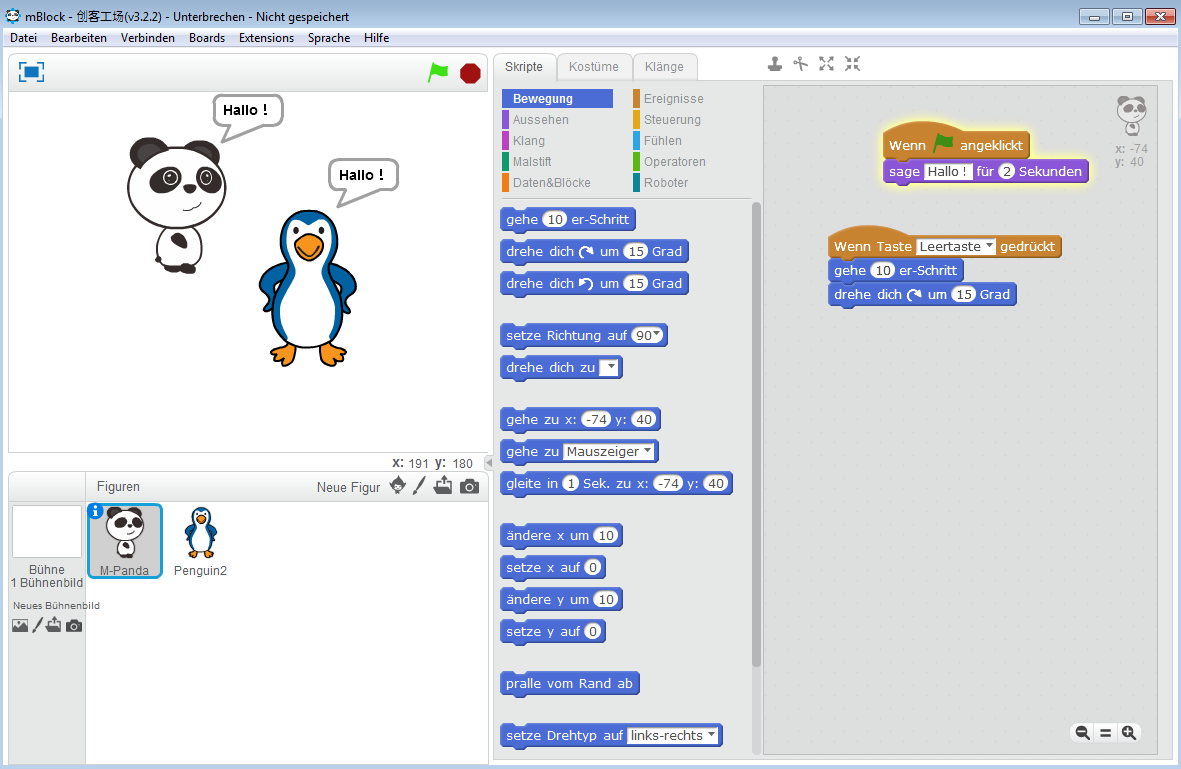 mBlock - 创客工场(v3.2.2) - Unterbrechen - Nicht gespeichert
Datei Bearbeiten Verbinden Boards Extensions Sprache Hilfe
Hallo !
Hallo !
x: 191 y: 180
Figuren
Neue Figur
Bühne
1 Bühnenbild
Neues Bühnenbild
M-Panda
Penguin2
Skripte Kostüme Klänge
Bewegung Ereignisse
Aussehen Steuerung
Klang Fühlen
Malstift Operatoren
Daten&Blöcke Roboter
gehe 10 er-Schritt
drehe dich um 15 Grad
drehe dich um 15 Grad
setze Richtung auf 90
drehe dich zu
gehe zu x: -74 y: 40
gehe zu Mauszeiger
gleite in 1 Sek. zu x: -74 y: 40
ändere x um 10
setze x auf 0
ändere y um 10
setze y auf 0
pralle vom Rand ab
setze Drehtyp auf links-rechts
Wenn angeklickt
sage Hallo ! für 2 Sekunden
Wenn Taste Leertaste gedrückt
gehe 10 er-Schritt
drehe dich um 15 Grad
x: -74
y: 40